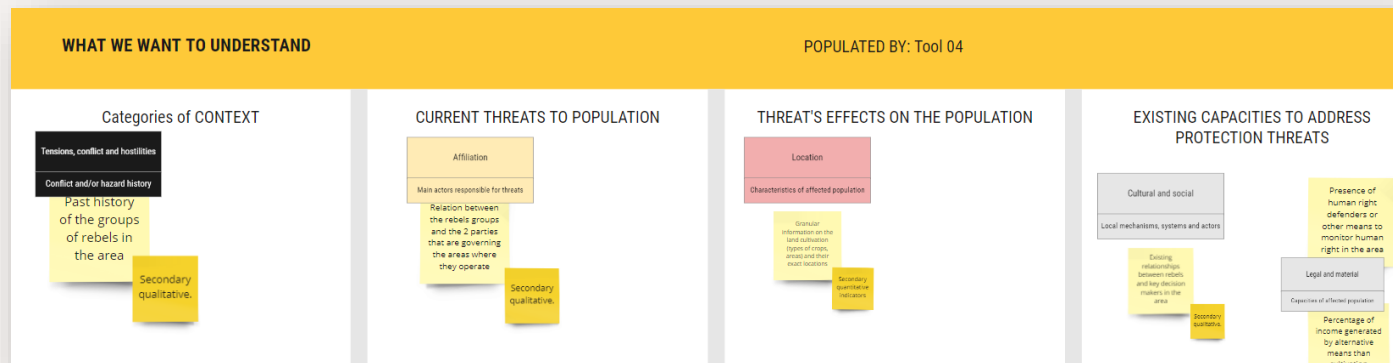 WHAT WE WANT TO UNDERSTAND
POPULATED BY: Tool 04
Categories of CONTEXT
Tensions, conflict and hostilities
Conflict and/or hazard history
Past history
of the groups
of rebels in
the area
Secondary
qualitative.
CURRENT THREATS TO POPULATION
Affiliation
Main actors responsible for threats
Relation between
the rebels groups
and the 2 parties
that are governing
the areas where
they operate
Secondary
qualitative.
THREAT'S EFFECTS ON THE POPULATION
Location
Characteristics of affected population
Granular
information on the
land cultivation
(types of crops,
areas) and their
exact locations
Secondary
quantitative
indicators
EXISTING CAPACITIES TO ADDRESS
PROTECTION THREATS
Cultural and social
Local mechanisms, systems and actors
Existing
relationships
between rebels
and key decision
makers in the
area
Secondary
qualitative.
Presence of
human right
defenders or
other means to
monitor human
right in the area
Legal and material
Capacities of affected population
Percentage of
income generated
by alternative
means than